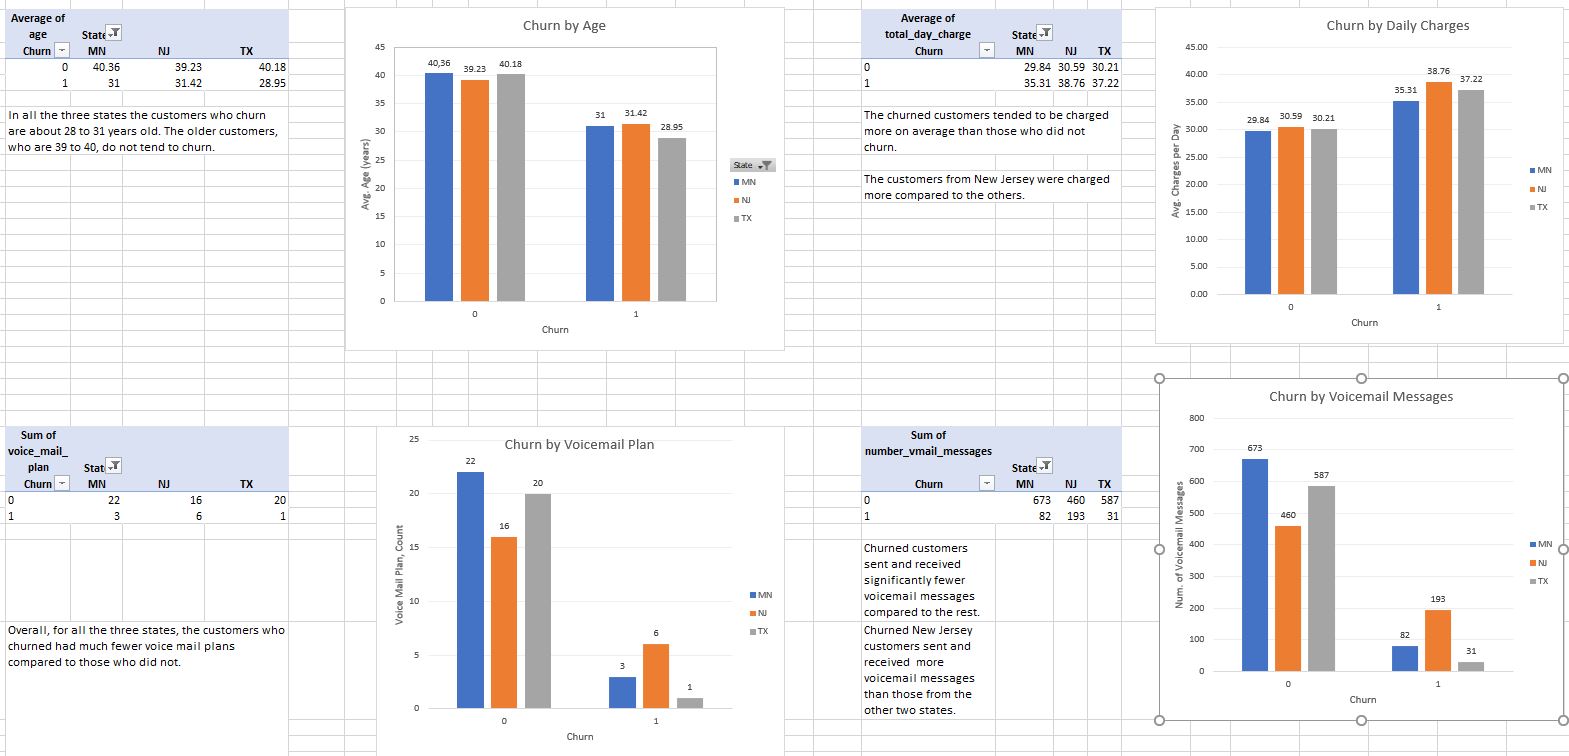 Average of
age State
Churn MN NJ TX
0 40.36 39.23 40.18
1 31 31.42 28.95
In all the three states the customers who churn
are about 28 to 31 years old. The older customers,
who are 39 to 40, do not tend to churn.
Churn by Age
45
40
35
30
25
20
15
10
5
0
Avg. Age (years)
40,36 39.23 40.18
31 31.42 28.95
0 1
Churn
State
MN
NJ
TX
Average of
total_day_charge State
Churn MN NJ TX
0 29.84 30.59 30.21
1 35.31 38.76 37.22
The churned customers tended to be charged
more on average than those who did not
churn.
The customers from New Jersey were charged
more compared to the others.
Churn by Daily Charges
45.00
40.00
35.00
30.00
25.00
20.00
15.00
10.00
5.00
0.00
Avg. Charges per Day
29.84 30.59 30.21
35.31 38.76 37.22
0 1
Churn
MN
NJ
TX
Sum of
voice_mail_
plan Stat
Churn MN NJ TX
0 22 16 20
1 3 6 1
Overall, for all the three states, the customers who
churned had much fewer voice mail plans
compared to those who did not.
Churn by Voicemail Plan
25
20
15
10
5
0
Voice Mail Plan, Count
22 16 20
3 6 1
0 1
Churn
MN
NJ
TX
Sum of
number_vmail_messages
State
Churn MN NJ TX
0 673 460 587
1 82 193 31
Churned customers
sent and received
significantly fewer
voicemail messages
compared to the rest.
Churned New Jersey
customers sent and
received more
voicemail messages
than those from the
other two states.
Churn by Voicemail Messages
800
700
600
500
400
300
200
100
0
Num. of Voicemail Messages
673 460 587
82 193 31
0 1
Churn
MN
NJ
TX